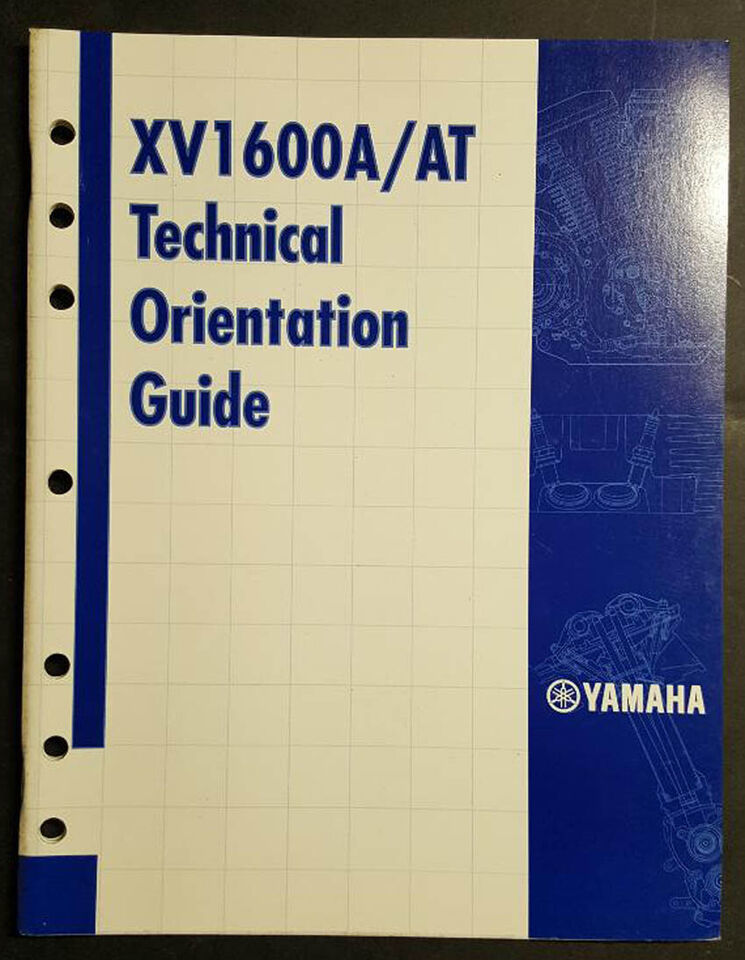 XV1600A/AT
Technical
Orientation
Guide
YAMAHA